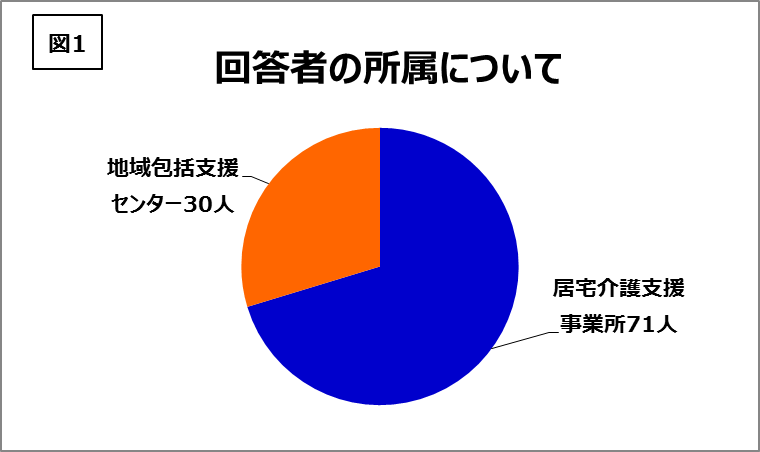 図1
回答者の所属について
地域包括支援
センター30人
居宅介護支援
事業所71人